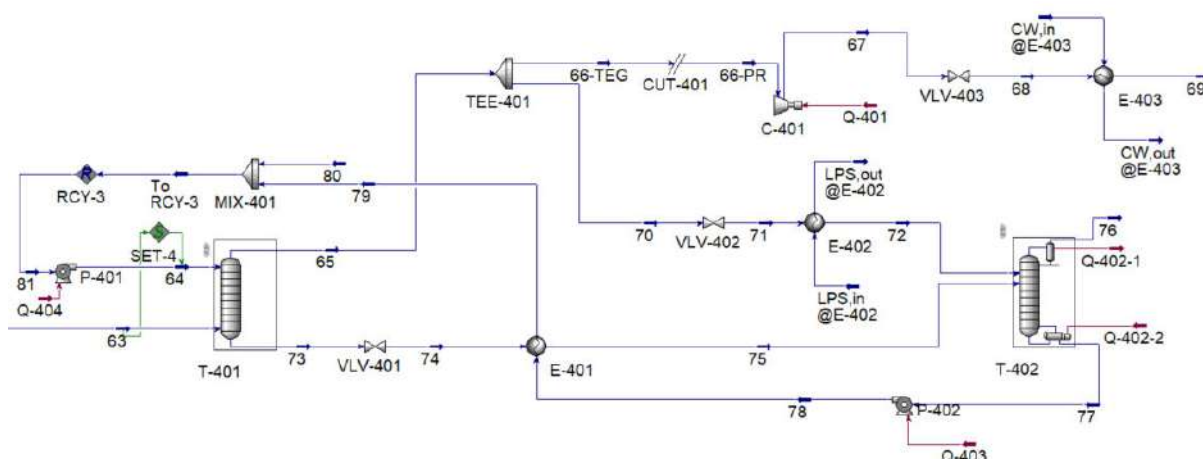 67
CW,in
@E-403
66-TEG
CUT-401
66-PR
TEE-401
VLV-403
68
69
E-403
C-401
Q-401
CW,out
@E-403
80
LPS,out
@E-402
RCY-3
To
RCY-3
MIX-401
79
SET-4
70
VLV-402
71
E-402
72
76
65
81
P-401
64
Q-402-1
Q-404
LPS,in
@E-402
63
Q-402-2
73
VLV-401
74
E-401
75
T-401
T-402
78
P-402
77
Q-403
R
S